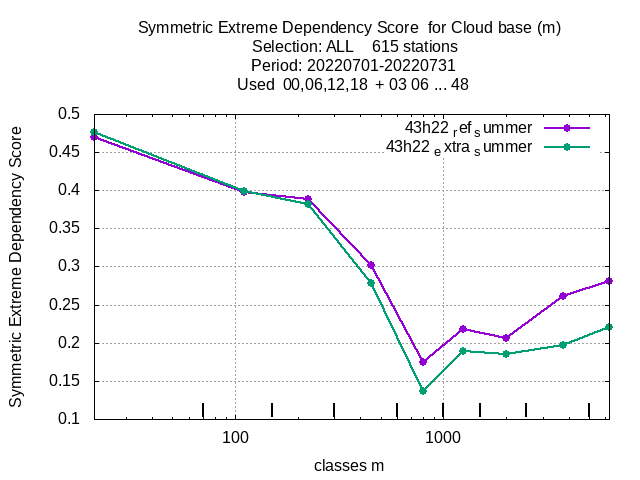 Symmetric Extreme Dependency Score for Cloud base (m)
Selection: ALL 615 stations
Period: 20220701-20220731
Used 00,06,12,18 + 03 06 ... 48
43h22 ref summer
43h22 extra summer
Symmetric Extreme Dependency Score
0.5
0.45
0.4
0.35
0.3
0.25
0.2
0.15
0.1
100 1000
classes m